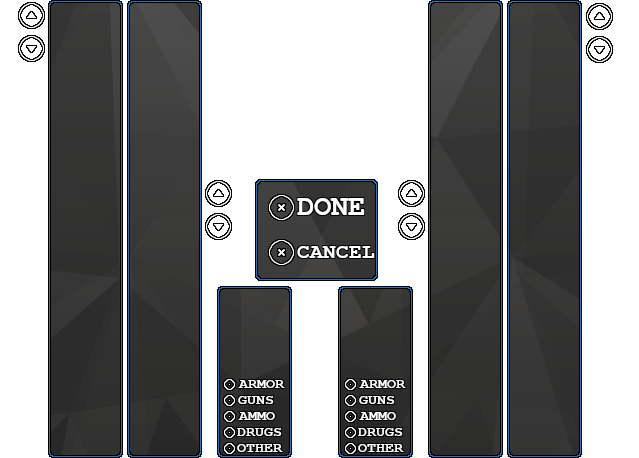 DONE
CANCEL
ARMOR
GUNS
AMMO
DRUGS
OTHER
ARMOR
GUNS
AMMO
DRUGS
OTHER